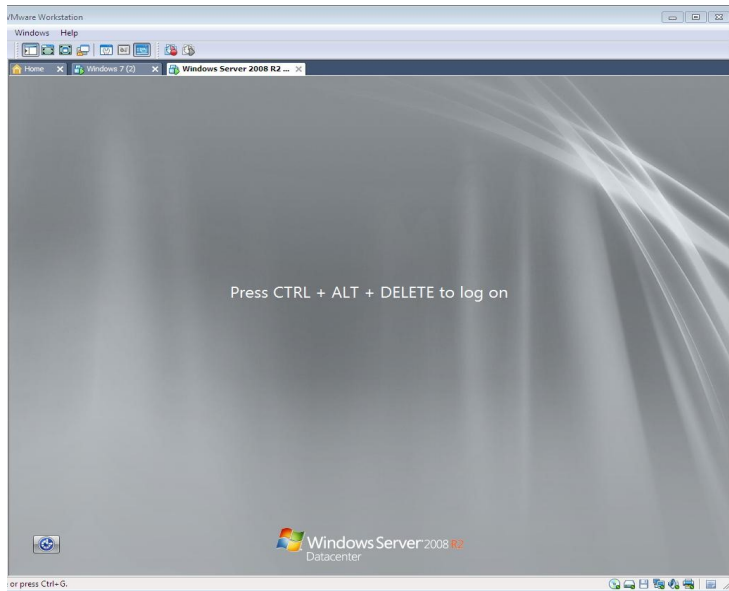 VMware Workstation
Windows Help
Home Windows 7 (2) Windows Server 2008 R2 ...
Press CTRL + ALT + DELETE to log on
Windows Server 2008 R2
Datacenter
or press Ctrl+G.